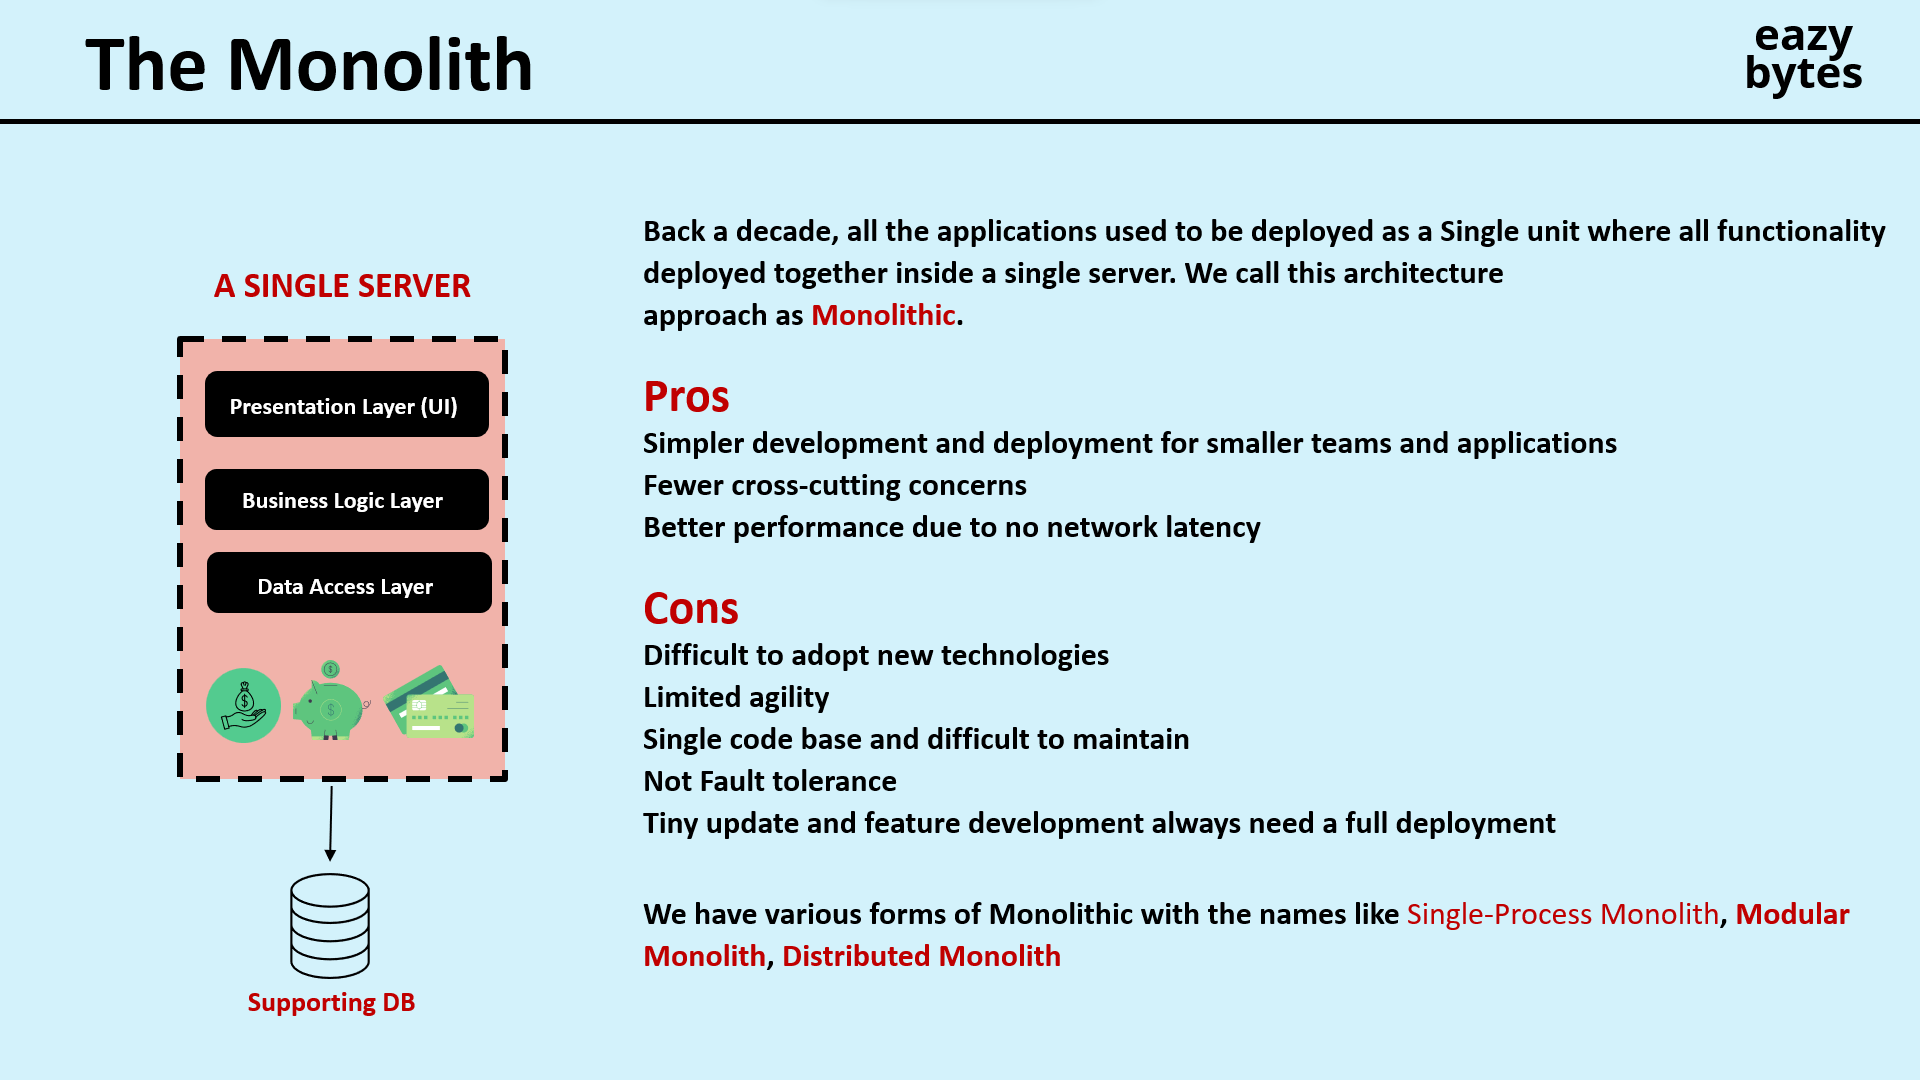 The Monolith
eazy
bytes
A SINGLE SERVER
Presentation Layer (UI)
Business Logic Layer
Data Access Layer
Supporting DB
Back a decade, all the applications used to be deployed as a Single unit where all functionality
deployed together inside a single server. We call this architecture
approach as Monolithic.
Pros
Simpler development and deployment for smaller teams and applications
Fewer cross-cutting concerns
Better performance due to no network latency
Cons
Difficult to adopt new technologies
Limited agility
Single code base and difficult to maintain
Not Fault tolerance
Tiny update and feature development always need a full deployment
We have various forms of Monolithic with the names like Single-Process Monolith, Modular
Monolith, Distributed Monolith